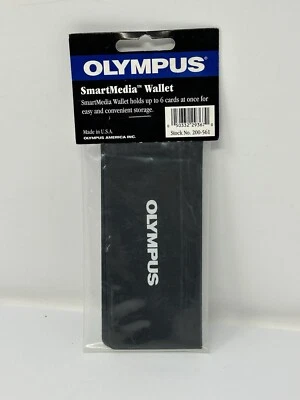 OLYMPUS®
SmartMedia™ Wallet
SmartMedia Wallet holds up to 6 cards at once for
easy and convenient storage.
Made in U.S.A.
OLYMPUS AMERICA INC.
Stock No. 200-561
OLYMPUS